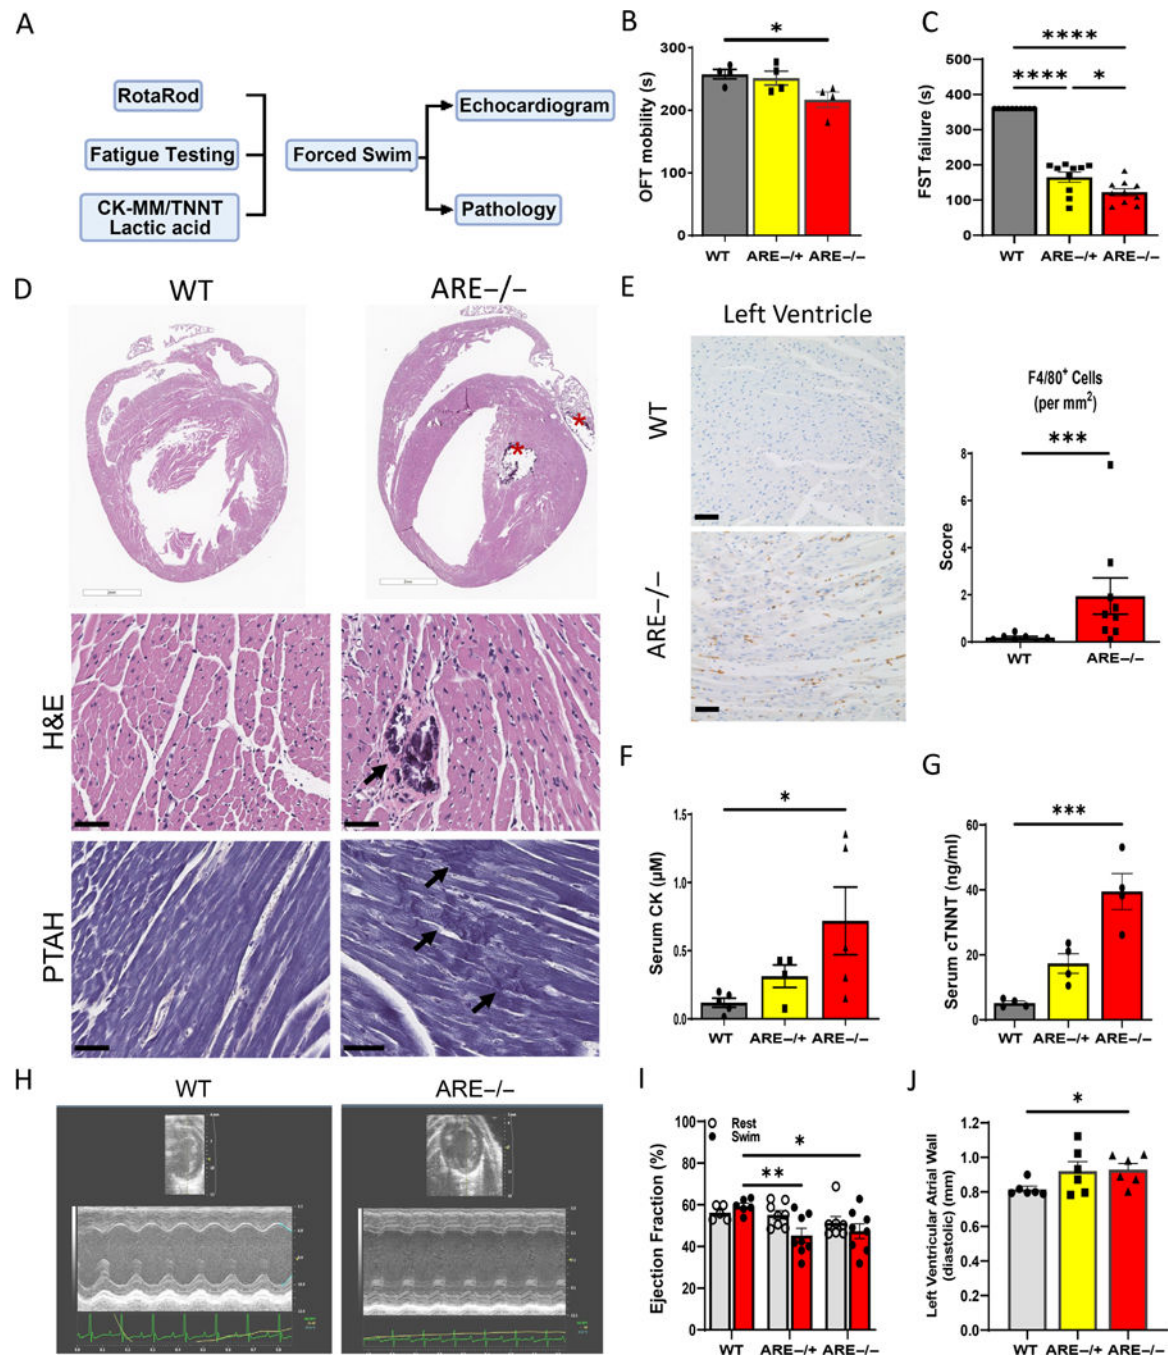 A
RotaRod
Fatigue Testing
CK-MM/TNNT
Lactic acid
Forced Swim
Echocardiogram
Pathology
B
OFT mobility (s)
300
200
100
0
*
WT ARE−/+ ARE−/−
C
FST failure (s)
500
400
300
200
100
0
****
**** *
WT ARE−/+ ARE−/−
D
WT ARE−/−
*
*
H&E
PTAH
E
Left Ventricle
WT
ARE−/−
F4/80+ Cells
(per mm2)
***
Score
8
6
4
2
0
WT ARE−/−
F
Serum CK (µM)
1.5
1.0
0.5
0.0
*
WT ARE−/+ ARE−/−
G
Serum cTNNT (ng/ml)
60
40
20
0
***
WT ARE−/+ ARE−/−
H
WT ARE−/−
I
Ejection Fraction (%)
100
80
60
40
20
0
Rest
Swim
*
**
WT ARE−/+ ARE−/−
J
Left Ventricular Atrial Wall
(diastolic) (mm)
1.2
1.0
0.8
0.6
0.4
0.2
0.0
*
WT ARE−/+ ARE−/−